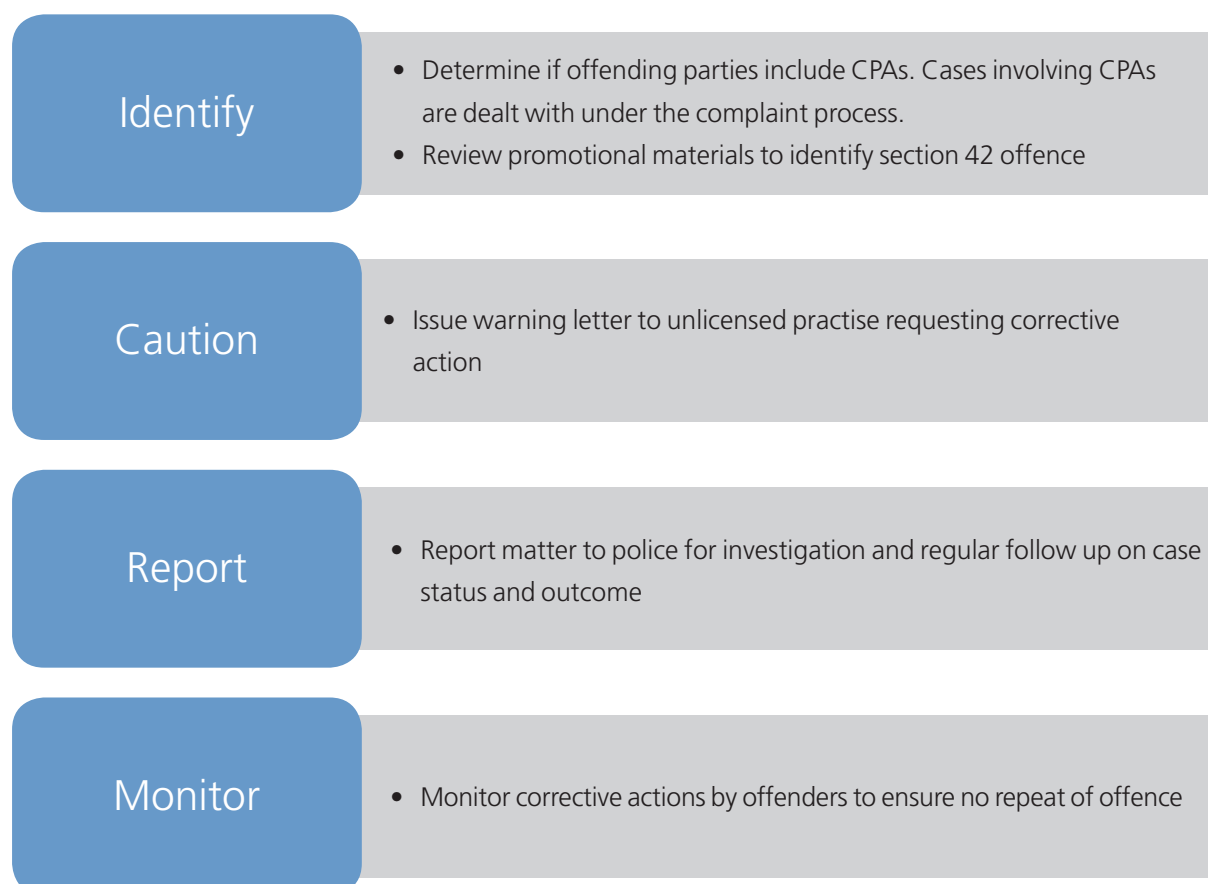 Identify
• Determine if offending parties include CPAs. Cases involving CPAs
are dealt with under the complaint process.
• Review promotional materials to identify section 42 offence
Caution
• Issue warning letter to unlicensed practise requesting corrective
action
Report
• Report matter to police for investigation and regular follow up on case
status and outcome
Monitor
• Monitor corrective actions by offenders to ensure no repeat of offence